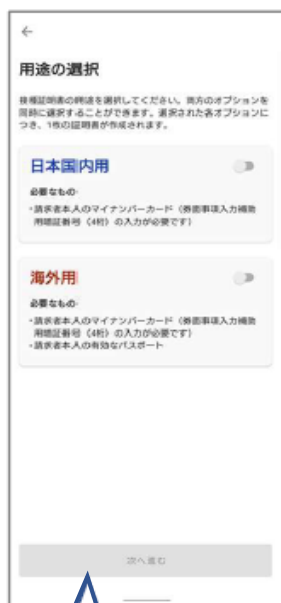 用途の選択
接種証明書の用途を選択してください。両方のオプションを
同時に選択することができます。選択された各オプションに
つき、1枚の証明書が作成されます。
日本国内用
必要なもの
・請求者本人のマイナンバーカード（券面事項入力補助
用暗証番号（4桁）の入力が必要です）
海外用
必要なもの
・請求者本人のマイナンバーカード（券面事項入力補助
用暗証番号（4桁）の入力が必要です）
・請求者本人の有効なパスポート
次へ進む